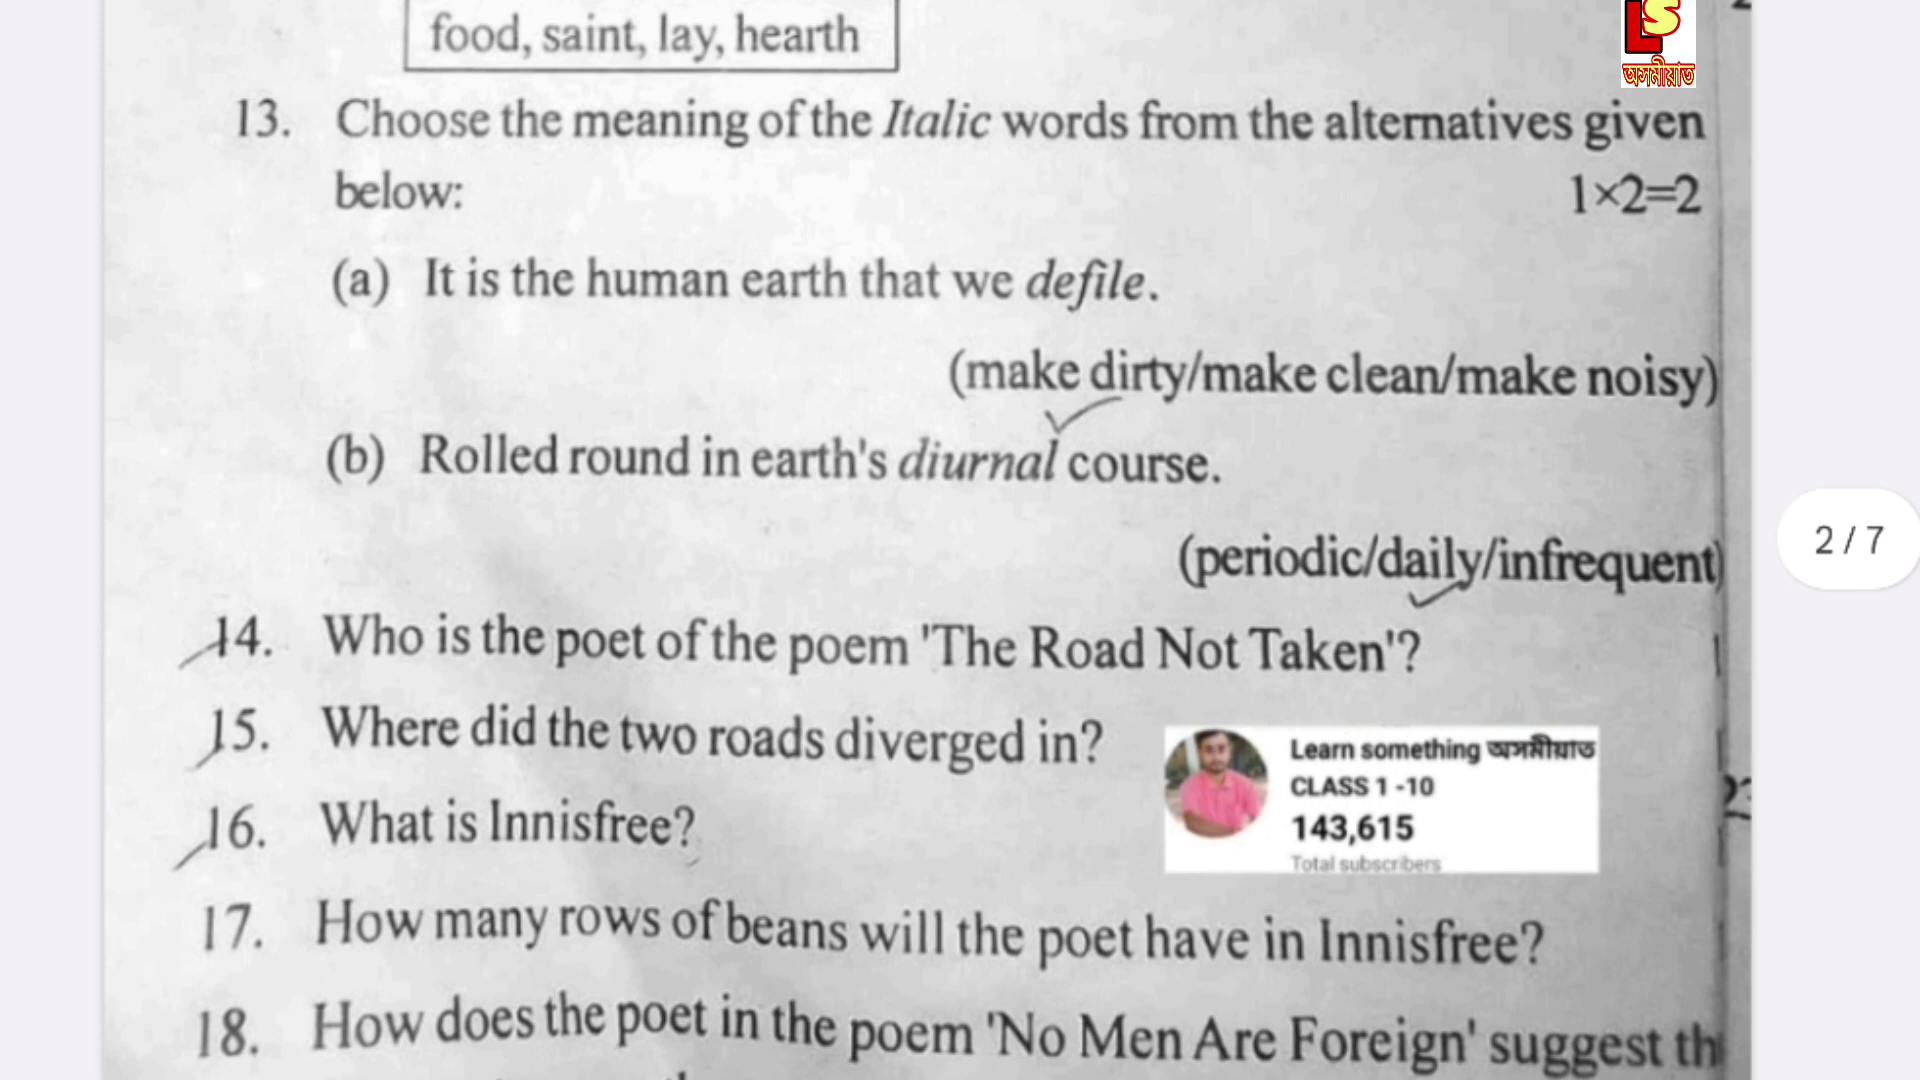 food, saint, lay, hearth
LS
অসমীয়াত
13. Choose the meaning of the Italic words from the alternatives given
below: 1×2=2
(a) It is the human earth that we defile.
(make dirty/make clean/make noisy)
(b) Rolled round in earth's diurnal course.
(periodic/daily/infrequent)
2 / 7
14. Who is the poet of the poem 'The Road Not Taken'?
15. Where did the two roads diverged in?
Learn something অসমীয়াত
CLASS 1 -10
143,615
Total subscribers
16. What is Innisfree?
17. How many rows of beans will the poet have in Innisfree?
18. How does the poet in the poem 'No Men Are Foreign' suggest